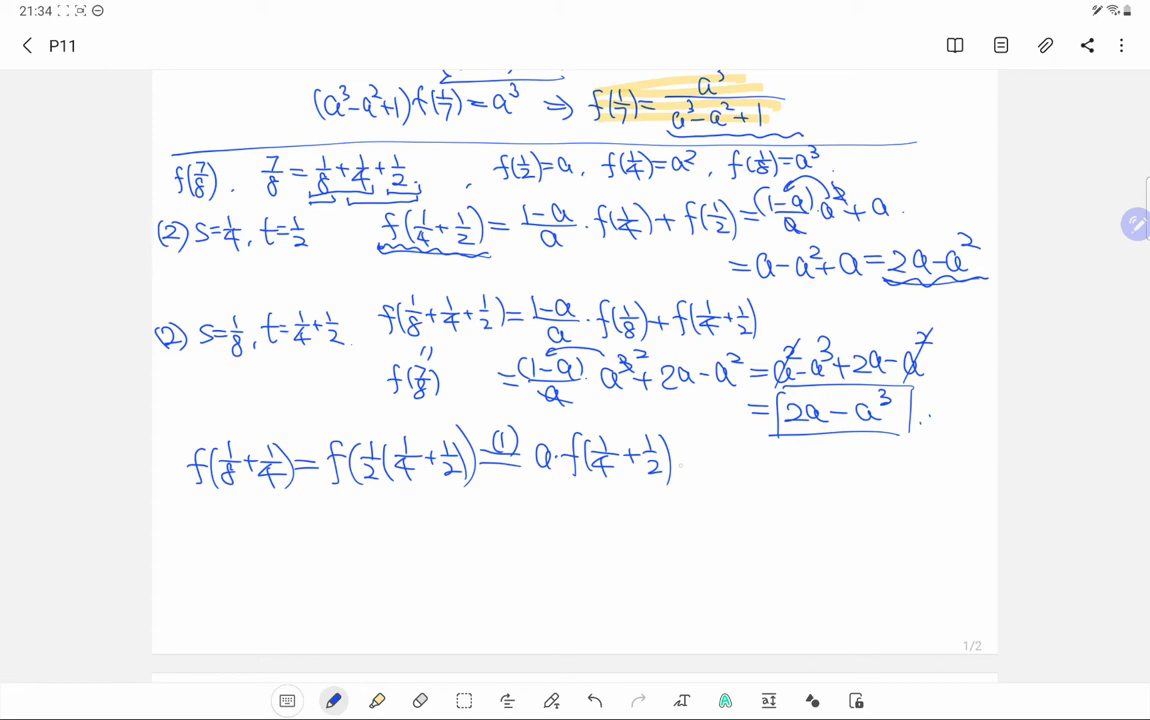 21:34
P11
(a³-a²+1)f(1/7)=a³ ⇒ f(1/7)=a³/(a³-a²+1)
f(7/8). 7/8=1/8+1/4+1/2, f(1/2)=a, f(1/4)=a², f(1/8)=a³.
(2) s=1/4, t=1/2 f(1/4+1/2)=(1-a)/a·f(1/4)+f(1/2)=(1-a)/a·a²+a.
=a-a²+a=2a-a²
(2) s=1/8, t=1/4+1/2. f(1/8+1/4+1/2)=(1-a)/a·f(1/8)+f(1/4+1/2)
f(7/8) =(1-a)/a·a³+2a-a²=a²-a³+2a-a²
=2a-a³
f(1/8+1/4)=f(1/2(1/4+1/2)) (1)= a·f(1/4+1/2)
1/2